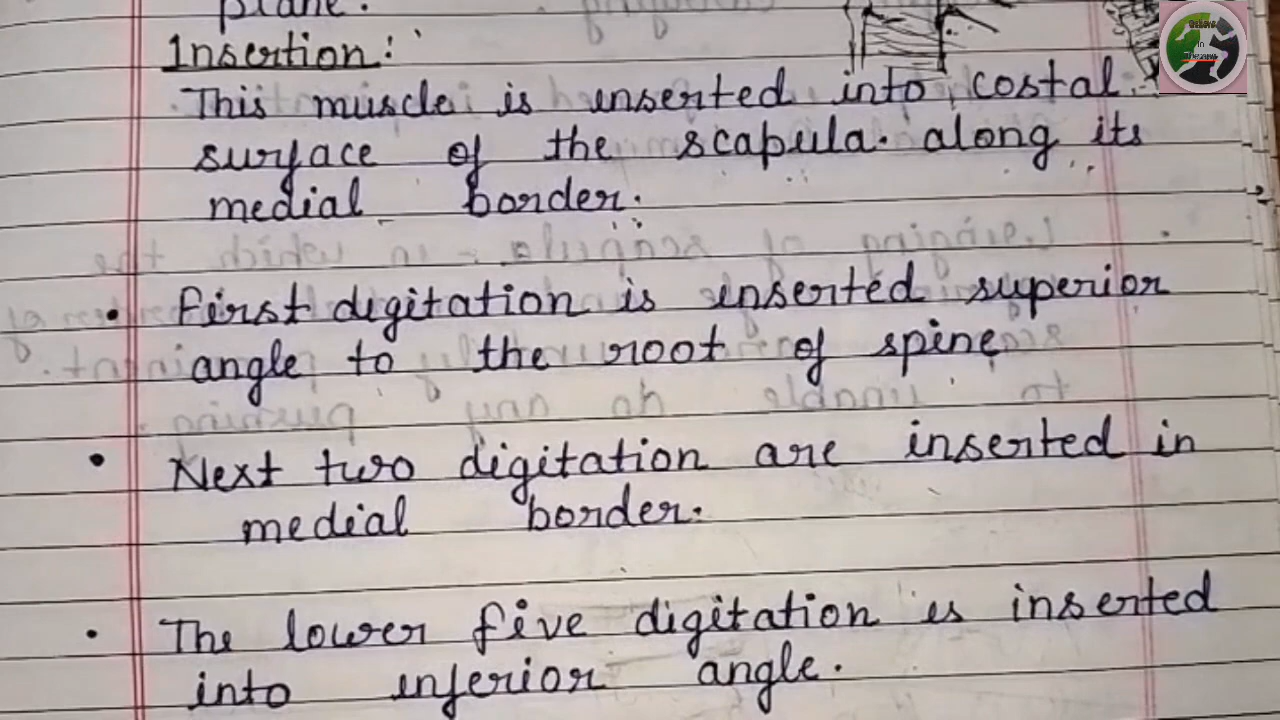 plane.
Insertion:
This muscle is inserted into costal
surface of the scapula. along its
medial border.
• First digitation is inserted superior
angle to the root of spine
• Next two digitation are inserted in
medial border.
• The lower five digitation is inserted
into inferior angle.